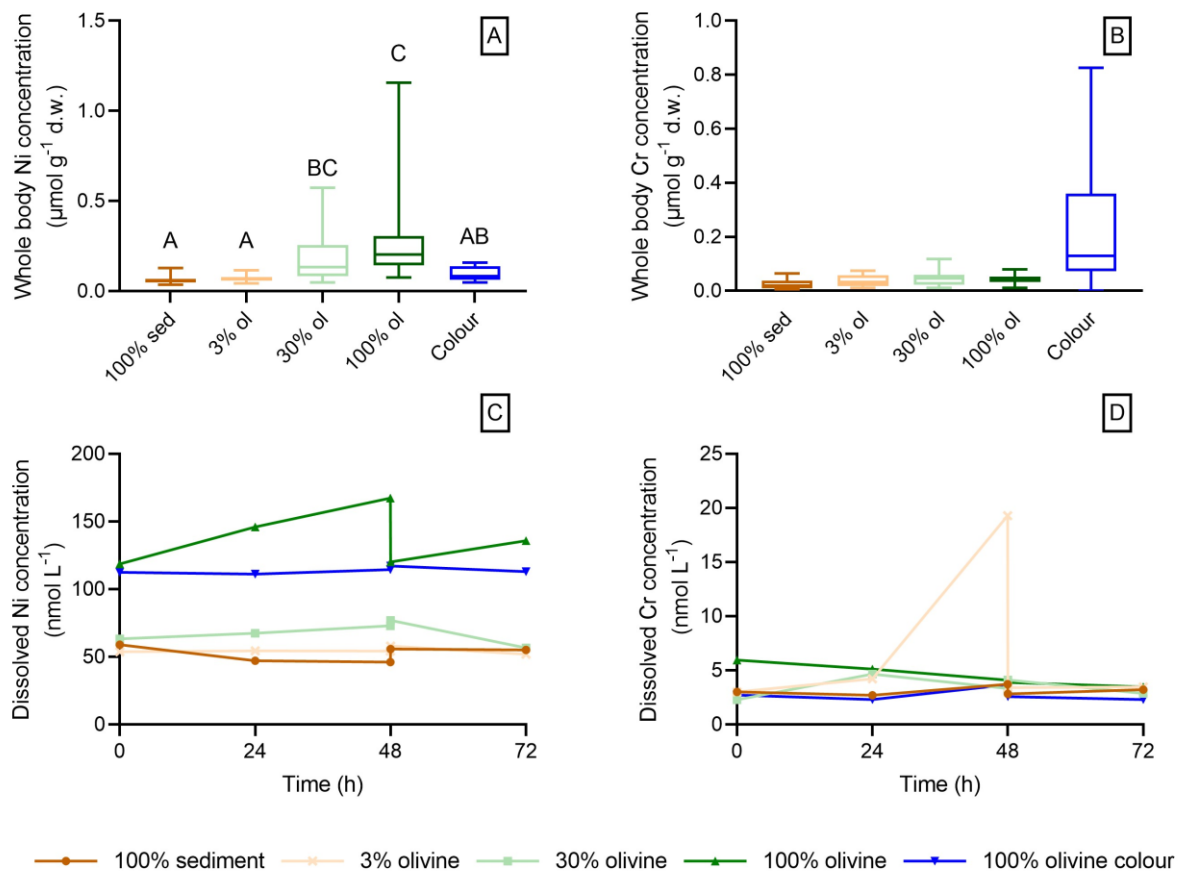 A
Whole body Ni concentration
(µmol g⁻¹ d.w.)
1.5
1.0
0.5
0.0
A
A
BC
C
AB
100% sed
3% ol
30% ol
100% ol
Colour
B
Whole body Cr concentration
(µmol g⁻¹ d.w.)
1.0
0.8
0.6
0.4
0.2
0.0
100% sed
3% ol
30% ol
100% ol
Colour
C
Dissolved Ni concentration
(nmol L⁻¹)
200
150
100
50
0
0 24 48 72
Time (h)
D
Dissolved Cr concentration
(nmol L⁻¹)
25
20
15
10
5
0
0 24 48 72
Time (h)
100% sediment 3% olivine 30% olivine 100% olivine 100% olivine colour